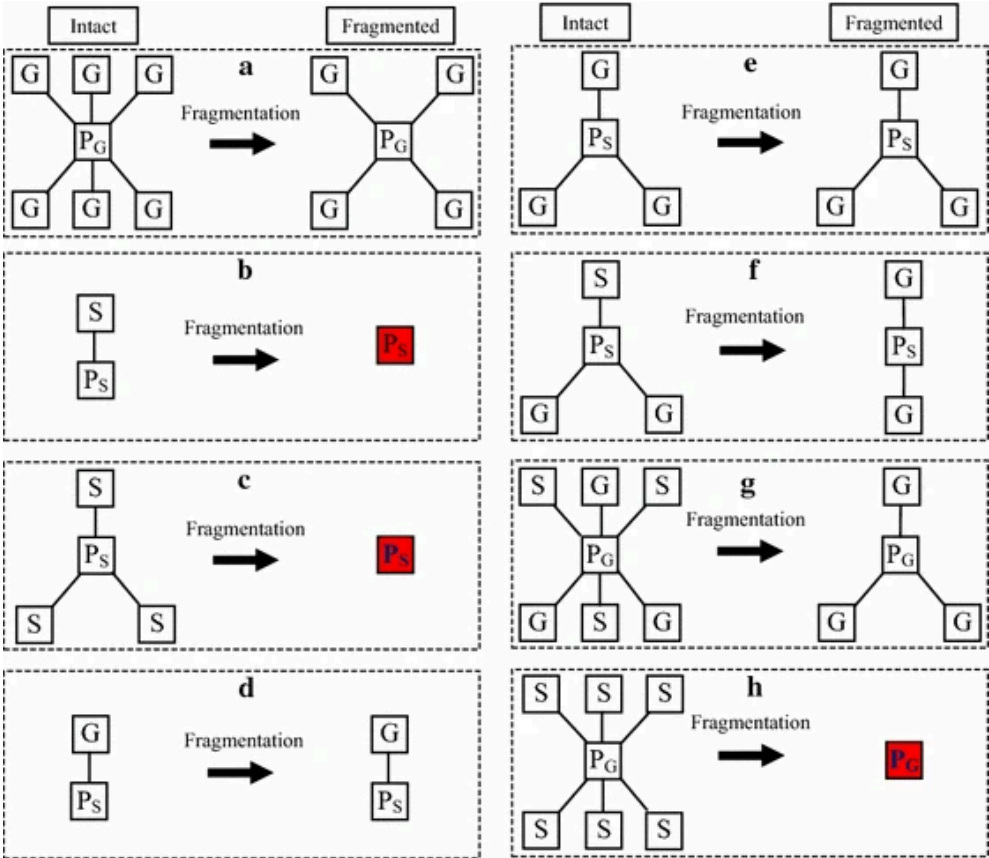 Intact Fragmented
G G G a G G
Fragmentation
P_G P_G
G G G G G
b
S Fragmentation
P_S
P_S
c
S
Fragmentation
P_S P_S
S S
d
G Fragmentation G
P_S P_S
Intact Fragmented
G e G
Fragmentation
P_S P_S
G G G G
f
S G
Fragmentation
P_S P_S
G G G
S G S g G
Fragmentation
P_G P_G
G S G G G
S S S h
Fragmentation
P_G P_G
S S S